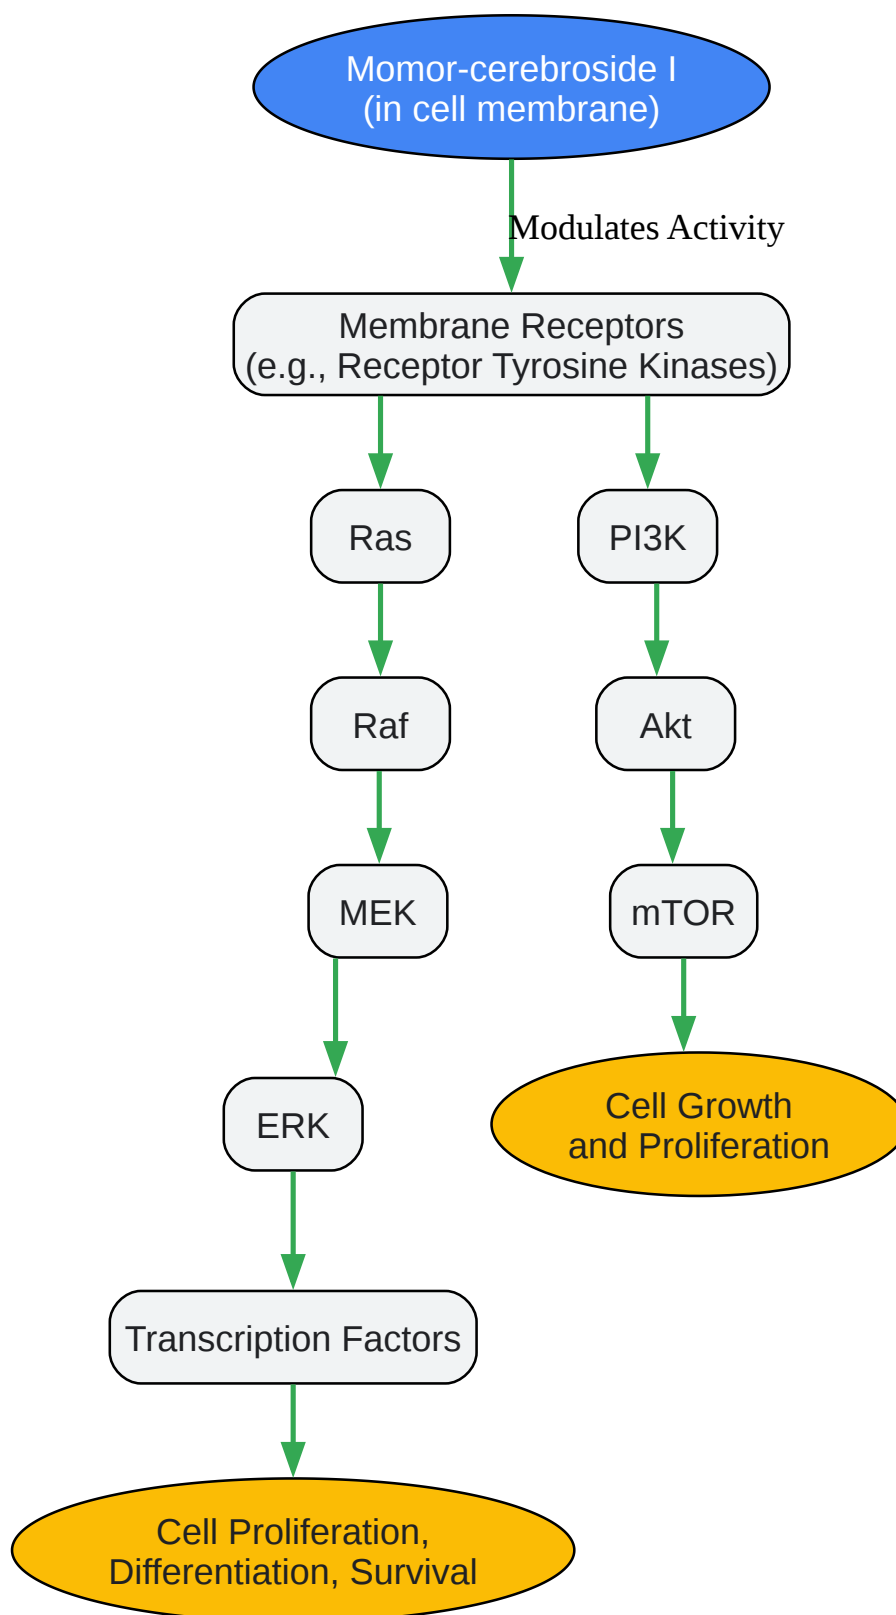 Momor-cerebroside I
(in cell membrane)
Modulates Activity
Membrane Receptors
(e.g., Receptor Tyrosine Kinases)
Ras
PI3K
Raf
Akt
MEK
mTOR
Cell Growth
and Proliferation
ERK
Transcription Factors
Cell Proliferation,
Differentiation, Survival